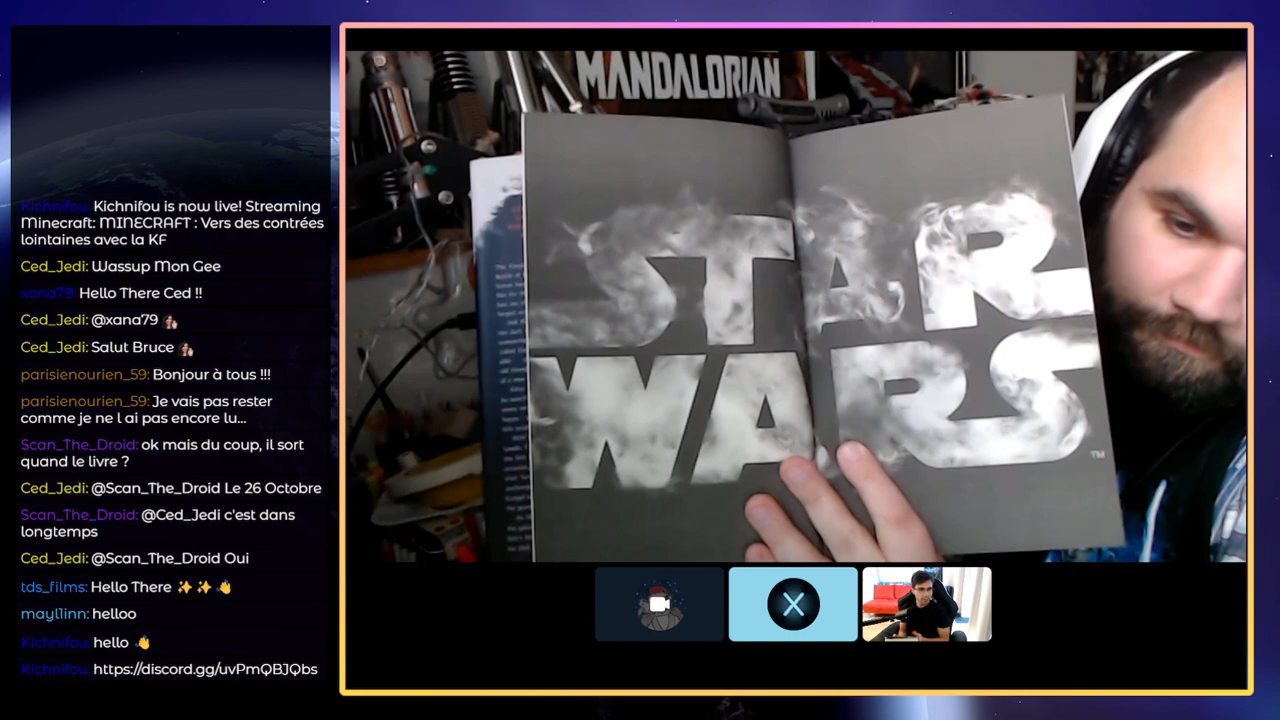 Kichnifou: Kichnifou is now live! Streaming
Minecraft: MINECRAFT : Vers des contrées
lointaines avec la KF
Ced_Jedi: Wassup Mon Gee
xana79: Hello There Ced !!
Ced_Jedi: @xana79
Ced_Jedi: Salut Bruce
parisienourien_59: Bonjour à tous !!!
parisienourien_59: Je vais pas rester
comme je ne l ai pas encore lu...
Scan_The_Droid: ok mais du coup, il sort
quand le livre ?
Ced_Jedi: @Scan_The_Droid Le 26 Octobre
Scan_The_Droid: @Ced_Jedi c'est dans
longtemps
Ced_Jedi: @Scan_The_Droid Oui
tds_films: Hello There ✨ ✨ 👋
may11inn: helloo
Kichnifou: hello 👋
Kichnifou: https://discord.gg/uvPmQBJQbs
MANDALORIAN
STAR
WARS
TM